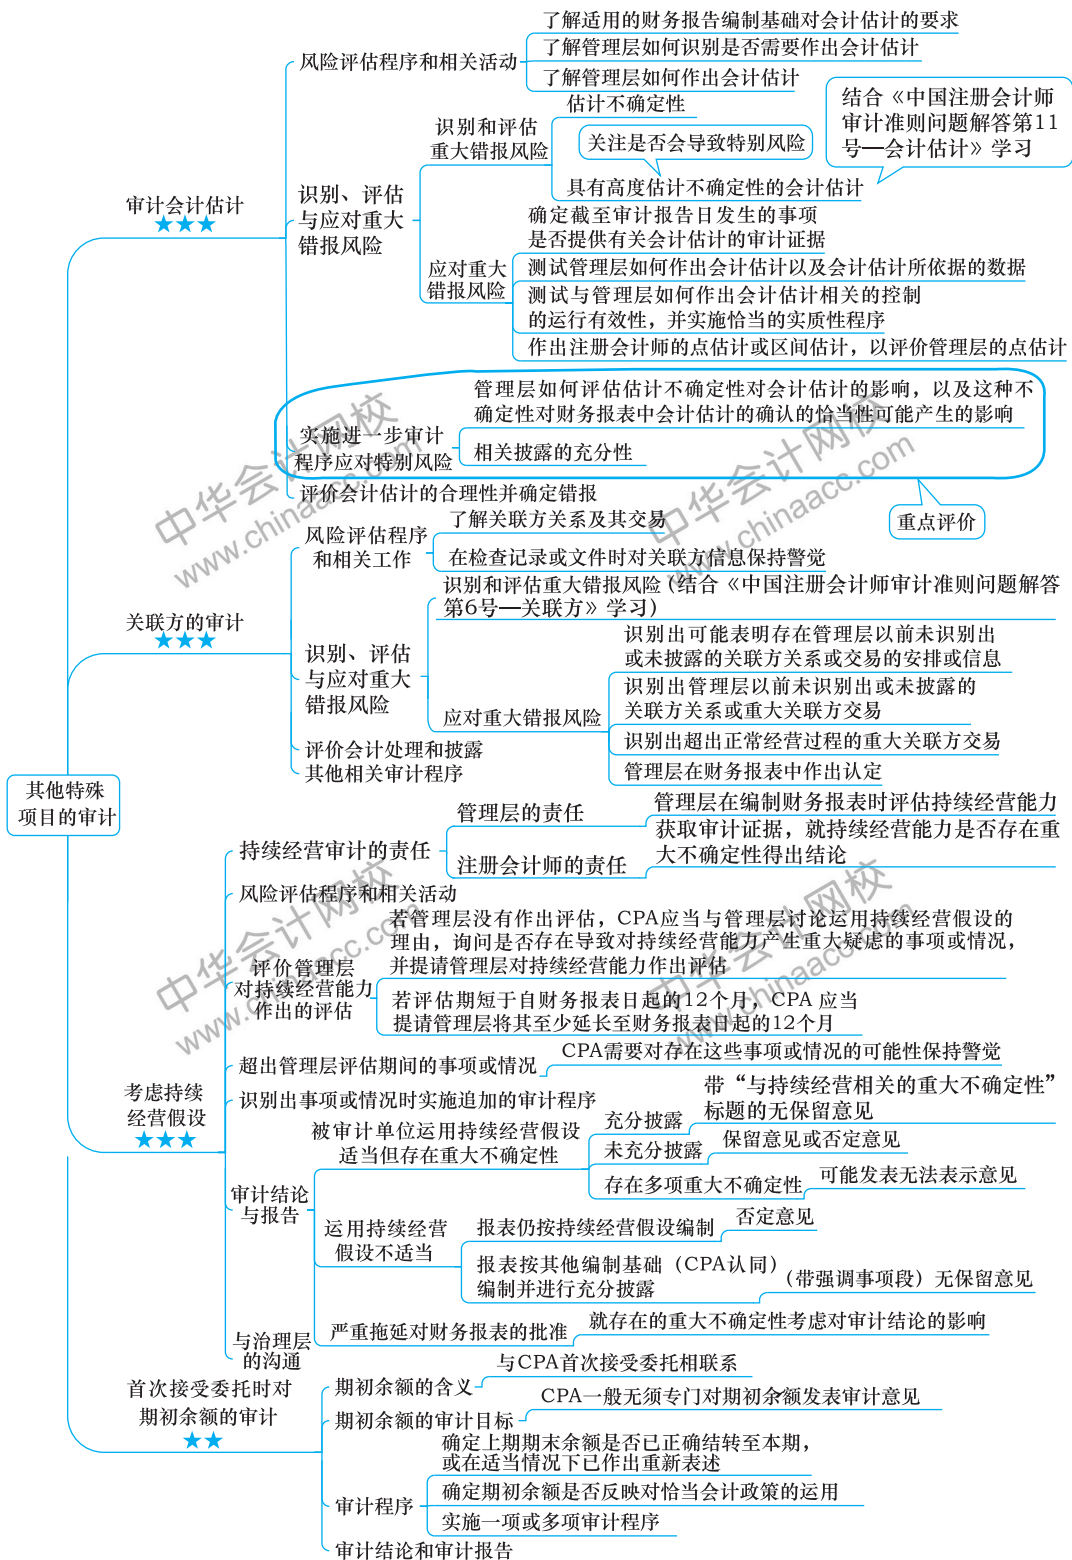 其他特殊
项目的审计
审计会计估计
★★★
风险评估程序和相关活动
了解适用的财务报告编制基础对会计估计的要求
了解管理层如何识别是否需要作出会计估计
了解管理层如何作出会计估计
识别、评估
与应对重大
错报风险
识别和评估
重大错报风险
估计不确定性
关注是否会导致特别风险
具有高度估计不确定性的会计估计
结合《中国注册会计师
审计准则问题解答第11
号—会计估计》学习
应对重大
错报风险
确定截至审计报告日发生的事项
是否提供有关会计估计的审计证据
测试管理层如何作出会计估计以及会计估计所依据的数据
测试与管理层如何作出会计估计相关的控制
的运行有效性，并实施恰当的实质性程序
作出注册会计师的点估计或区间估计，以评价管理层的点估计
实施进一步审计
程序应对特别风险
管理层如何评估估计不确定性对会计估计的影响，以及这种不
确定性对财务报表中会计估计的确认的恰当性可能产生的影响
相关披露的充分性
重点评价
评价会计估计的合理性并确定错报
关联方的审计
★★★
风险评估程序
和相关工作
了解关联方关系及其交易
在检查记录或文件时对关联方信息保持警觉
识别、评估
与应对重大
错报风险
识别和评估重大错报风险(结合《中国注册会计师审计准则问题解答
第6号—关联方》学习)
应对重大错报风险
识别出可能表明存在管理层以前未识别出
或未披露的关联方关系或交易的安排或信息
识别出管理层以前未识别出或未披露的
关联方关系或重大关联方交易
识别出超出正常经营过程的重大关联方交易
管理层在财务报表中作出认定
评价会计处理和披露
其他相关审计程序
考虑持续
经营假设
★★★
持续经营审计的责任
管理层的责任
管理层在编制财务报表时评估持续经营能力
注册会计师的责任
获取审计证据，就持续经营能力是否存在重
大不确定性得出结论
风险评估程序和相关活动
评价管理层
对持续经营能力
作出的评估
若管理层没有作出评估，CPA应当与管理层讨论运用持续经营假设的
理由，询问是否存在导致对持续经营能力产生重大疑虑的事项或情况，
并提请管理层对持续经营能力作出评估
若评估期短于自财务报表日起的12个月，CPA 应当
提请管理层将其至少延长至财务报表日起的12个月
超出管理层评估期间的事项或情况
CPA需要对存在这些事项或情况的可能性保持警觉
识别出事项或情况时实施追加的审计程序
审计结论
与报告
被审计单位运用持续经营假设
适当但存在重大不确定性
充分披露
带“与持续经营相关的重大不确定性”
标题的无保留意见
未充分披露
保留意见或否定意见
存在多项重大不确定性
可能发表无法表示意见
运用持续经营
假设不适当
报表仍按持续经营假设编制
否定意见
报表按其他编制基础（CPA认同）
编制并进行充分披露
（带强调事项段）无保留意见
严重拖延对财务报表的批准
就存在的重大不确定性考虑对审计结论的影响
与治理层
的沟通
首次接受委托时对
期初余额的审计
★★
期初余额的含义
与CPA首次接受委托相联系
期初余额的审计目标
CPA一般无须专门对期初余额发表审计意见
审计程序
确定上期期末余额是否已正确结转至本期，
或在适当情况下已作出重新表述
确定期初余额是否反映对恰当会计政策的运用
实施一项或多项审计程序
审计结论和审计报告
中华会计网校
www.chinaacc.com
中华会计网校
www.chinaacc.com
中华会计网校
www.chinaacc.com
中华会计网校
www.chinaacc.com